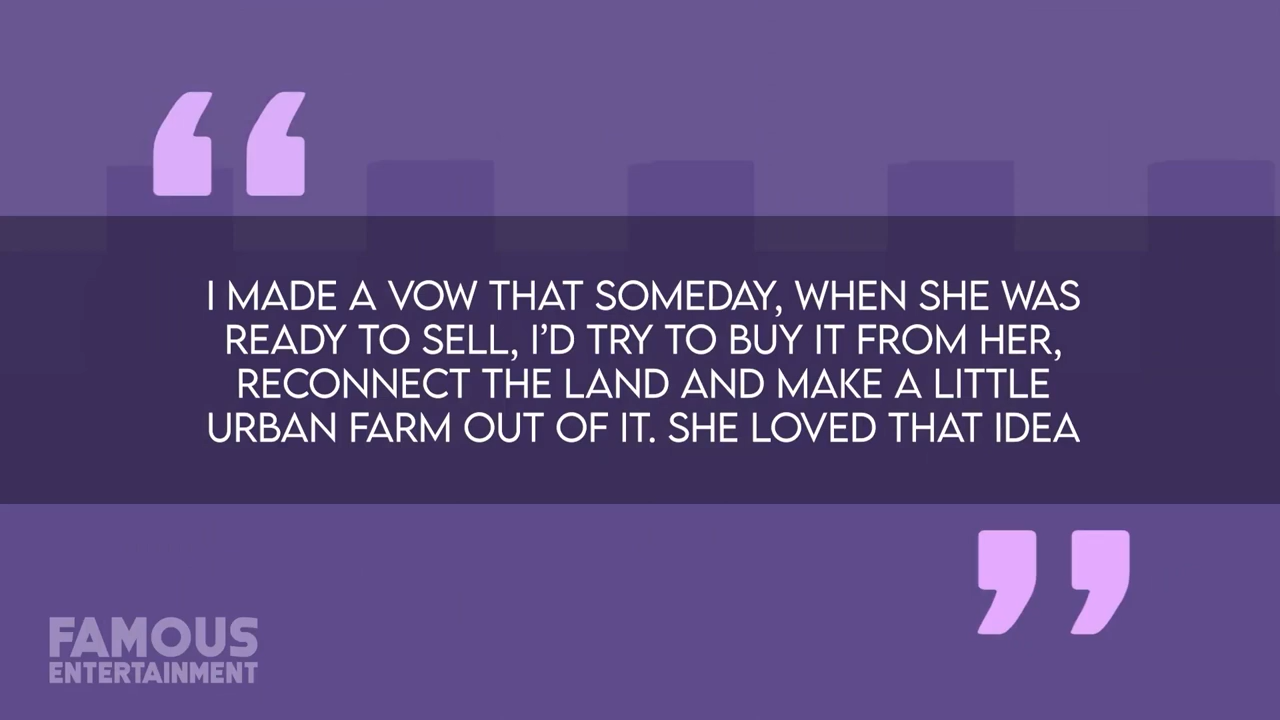 I MADE A VOW THAT SOMEDAY, WHEN SHE WAS
READY TO SELL, I’D TRY TO BUY IT FROM HER,
RECONNECT THE LAND AND MAKE A LITTLE
URBAN FARM OUT OF IT. SHE LOVED THAT IDEA
FAMOUS
ENTERTAINMENT